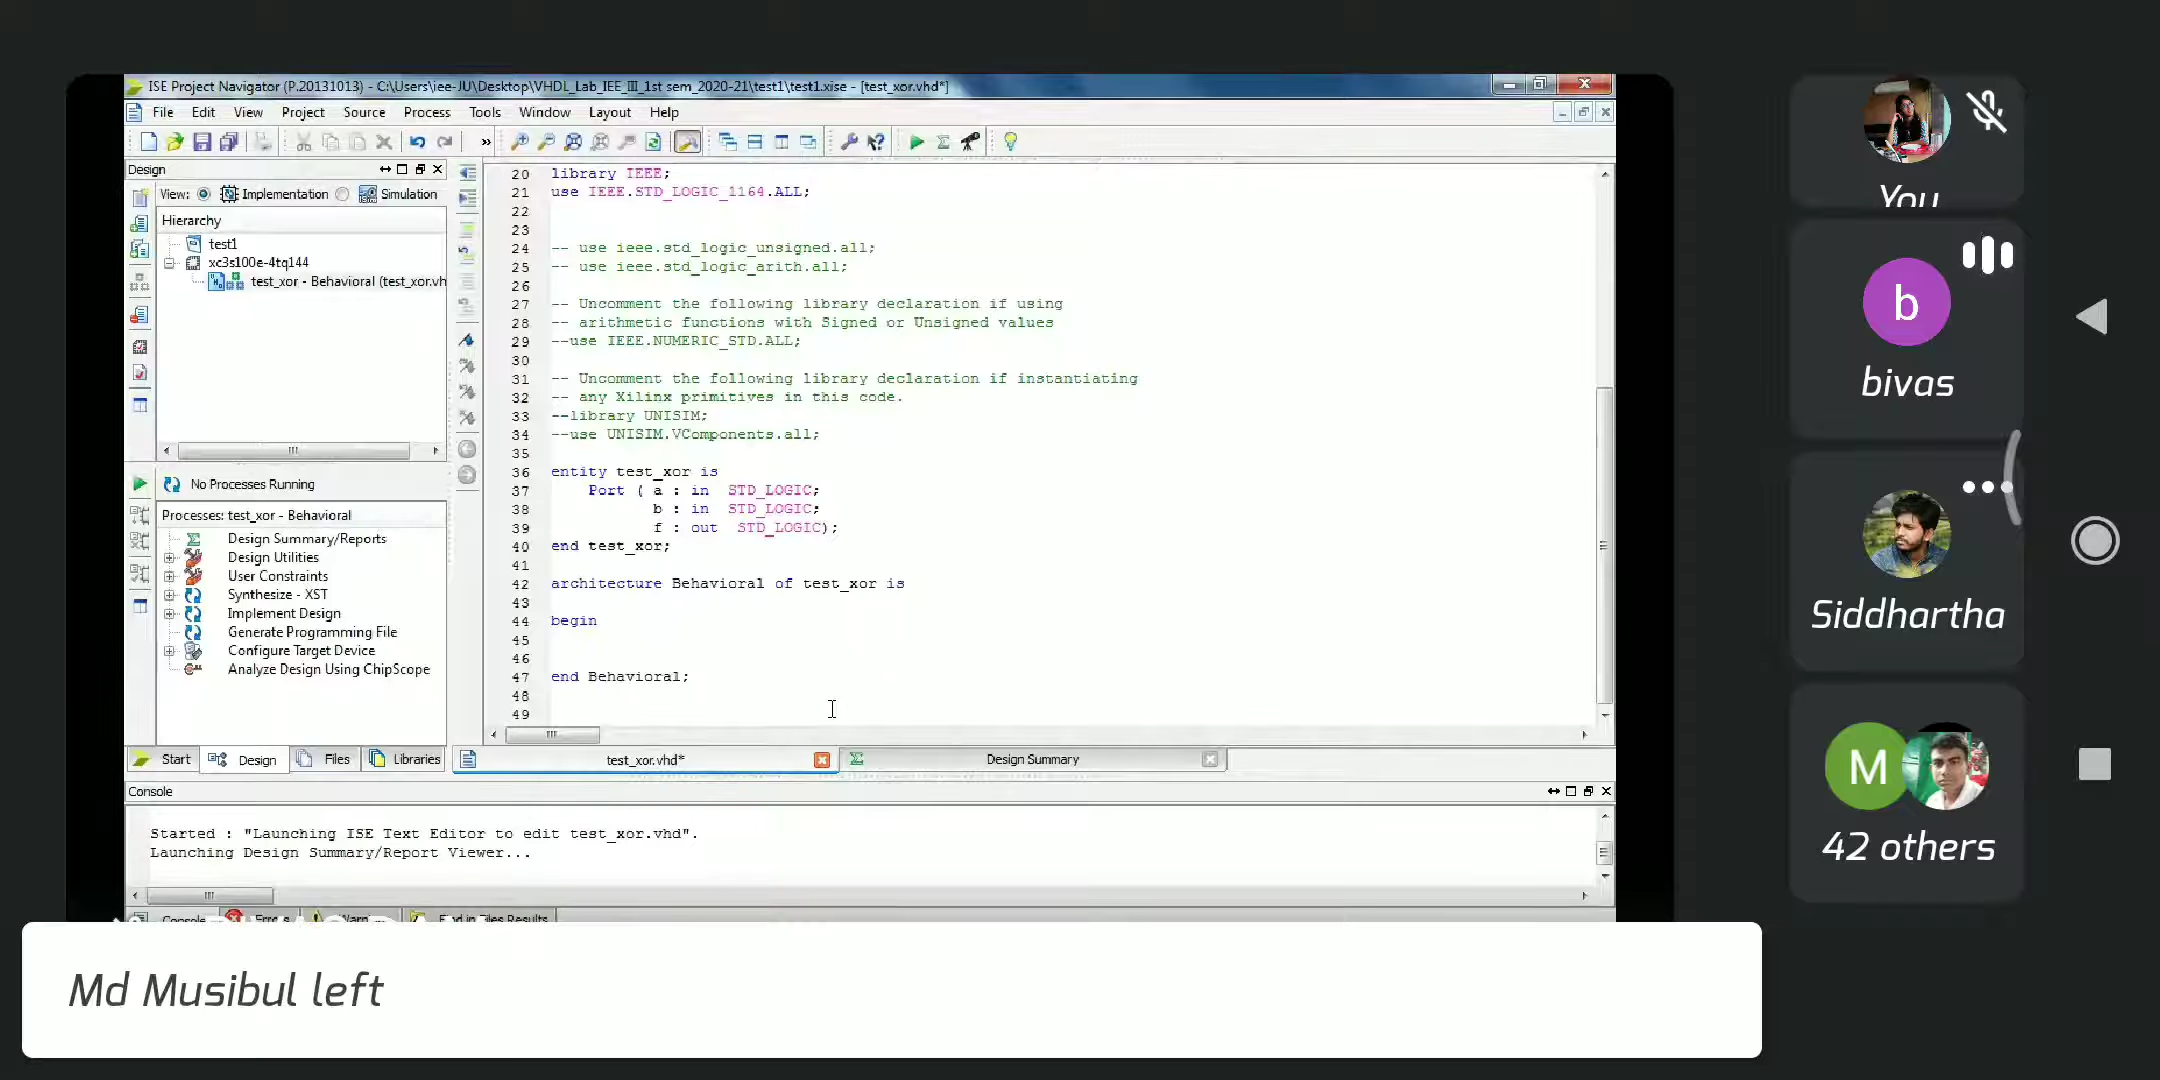 ISE Project Navigator (P.20131013) - C:\Users\iee-JU\Desktop\VHDL_Lab_IEE_III_1st sem_2020-21\test1\test1.xise - [test_xor.vhd*]
File Edit View Project Source Process Tools Window Layout Help
»
Design
View: Implementation Simulation
Hierarchy
test1
xc3s100e-4tq144
test_xor - Behavioral (test_xor.vh
No Processes Running
Processes: test_xor - Behavioral
Design Summary/Reports
Design Utilities
User Constraints
Synthesize - XST
Implement Design
Generate Programming File
Configure Target Device
Analyze Design Using ChipScope
Start Design Files Libraries
20 library IEEE;
21 use IEEE.STD_LOGIC_1164.ALL;
22
23
24 -- use ieee.std_logic_unsigned.all;
25 -- use ieee.std_logic_arith.all;
26
27 -- Uncomment the following library declaration if using
28 -- arithmetic functions with Signed or Unsigned values
29 --use IEEE.NUMERIC_STD.ALL;
30
31 -- Uncomment the following library declaration if instantiating
32 -- any Xilinx primitives in this code.
33 --library UNISIM;
34 --use UNISIM.VComponents.all;
35
36 entity test_xor is
37 Port ( a : in STD_LOGIC;
38 b : in STD_LOGIC;
39 f : out STD_LOGIC);
40 end test_xor;
41
42 architecture Behavioral of test_xor is
43
44 begin
45
46
47 end Behavioral;
48
49
test_xor.vhd* Design Summary
Console
Started : "Launching ISE Text Editor to edit test_xor.vhd".
Launching Design Summary/Report Viewer...
Console Errors Find in Files Results
Md Musibul left
You
b
bivas
Siddhartha
M
42 others